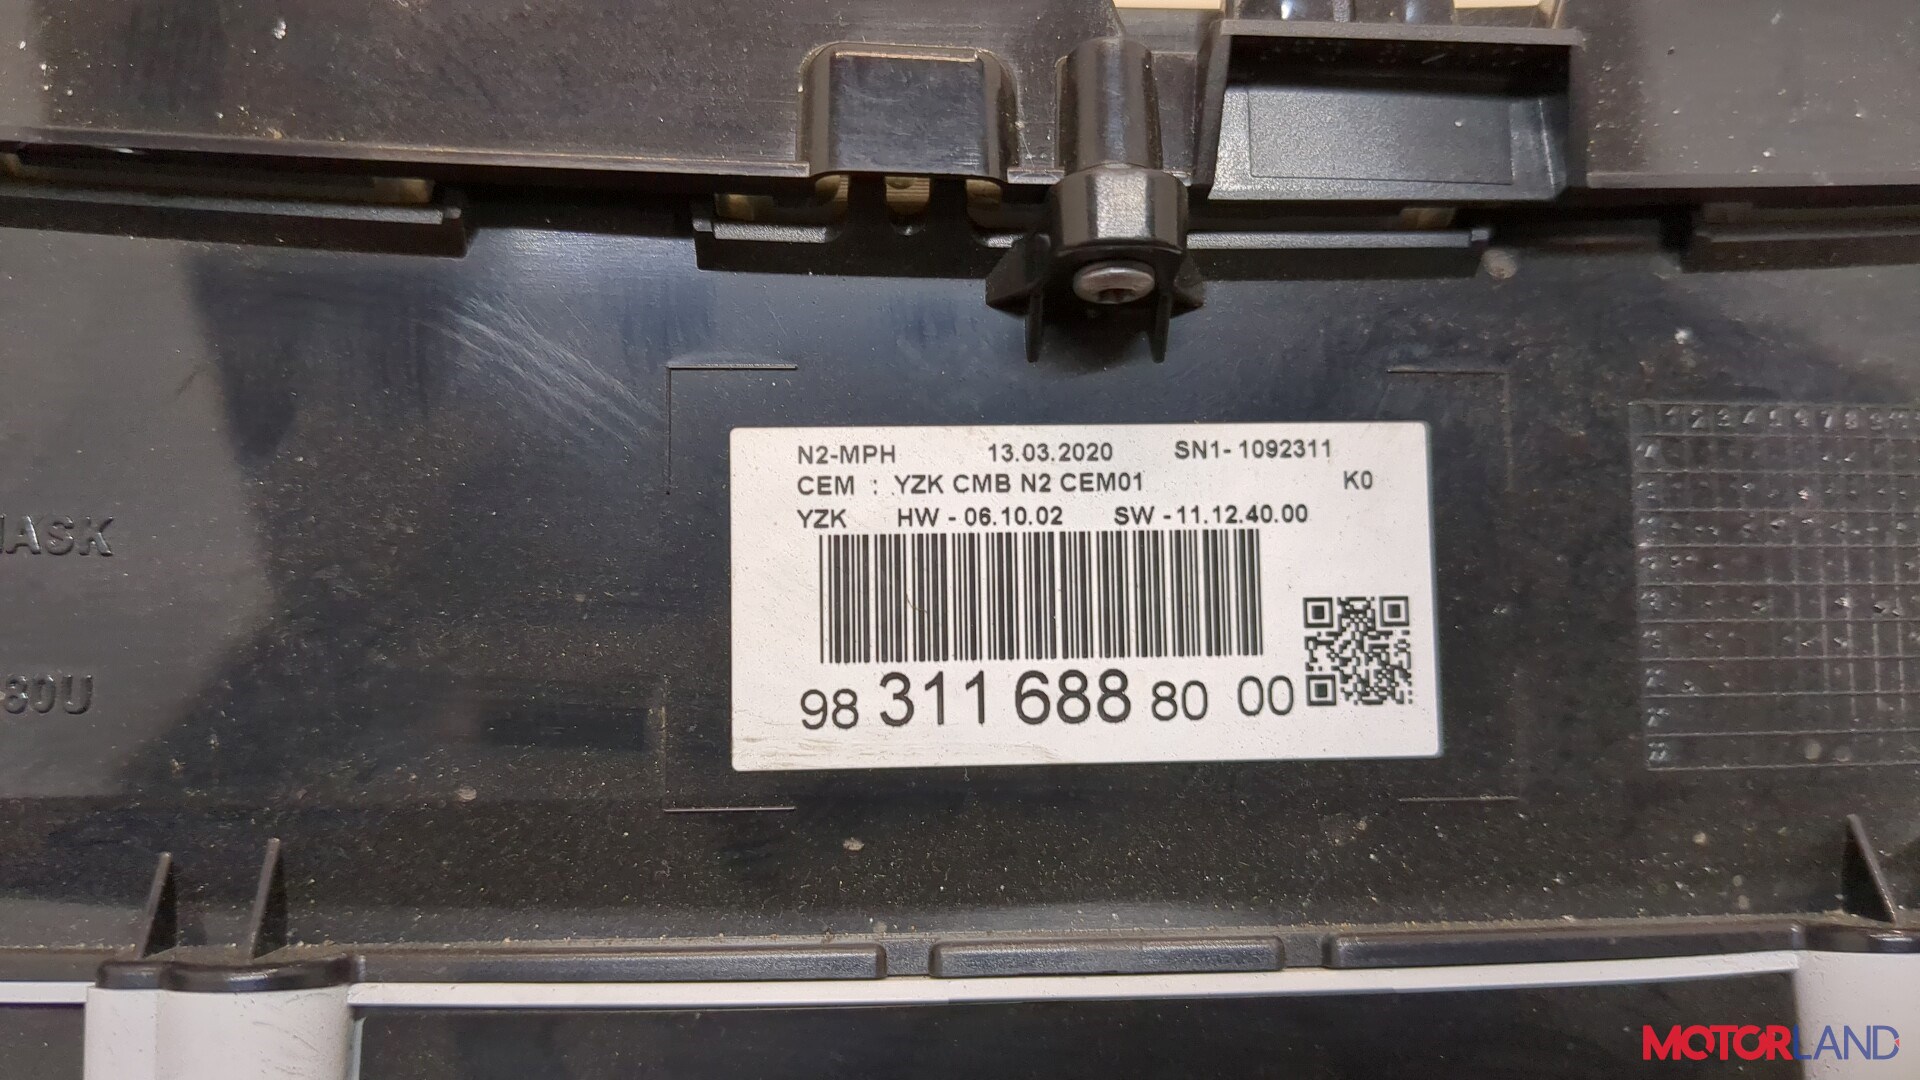 N2-MPH 13.03.2020 SN1- 1092311
CEM : YZK CMB N2 CEM01 K0
YZK HW - 06.10.02 SW - 11.12.40.00
98 311 688 80 00
80U
MOTORLAND